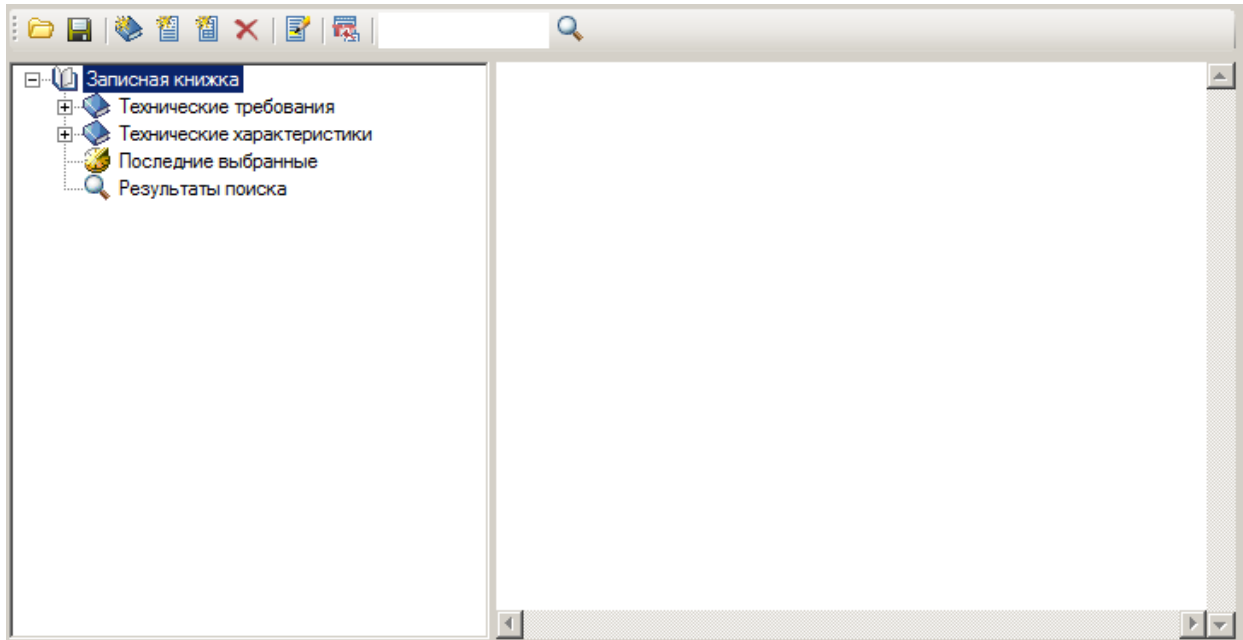 Записная книжка
Технические требования
Технические характеристики
Последние выбранные
Результаты поиска